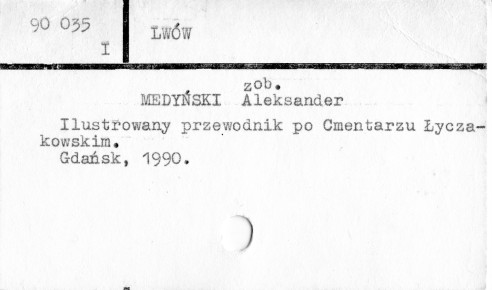 90 035
I
LWÓW
zob.
MEDYŃSKI Aleksander
Ilustrowany przewodnik po Cmentarzu Łycza-
kowskim.
Gdańsk, 1990.